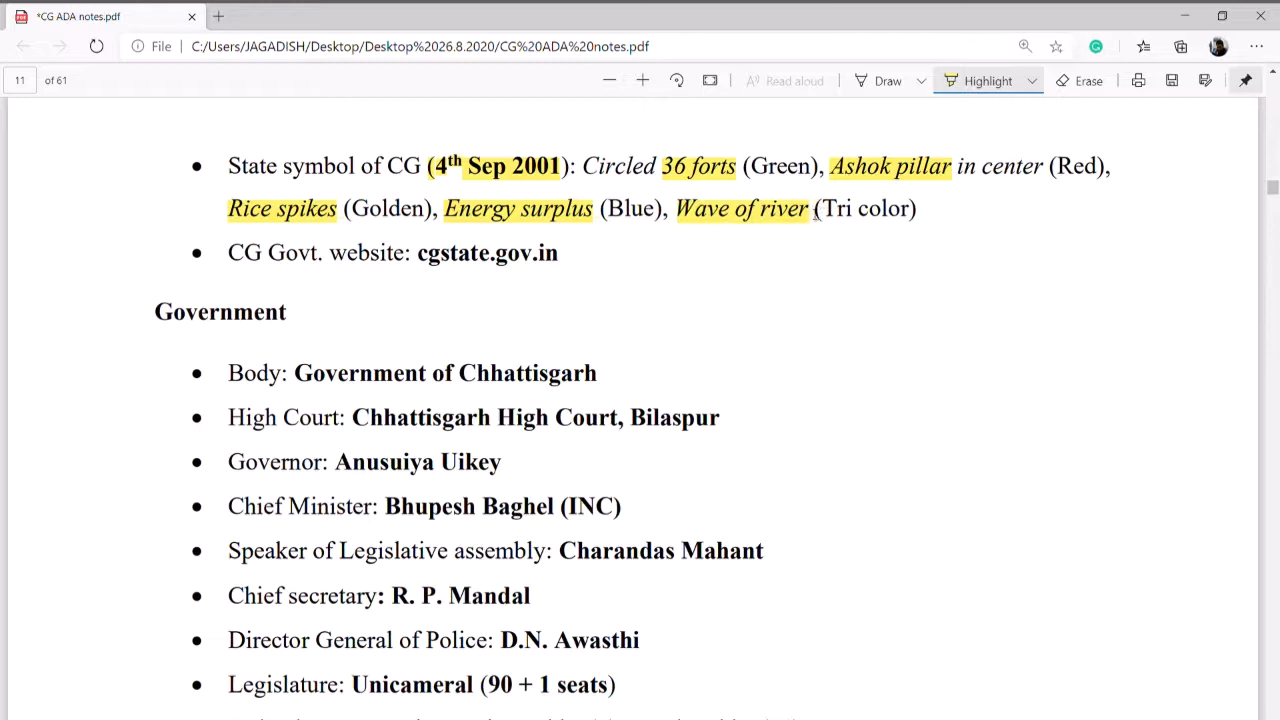 *CG ADA notes.pdf
File | C:/Users/JAGADISH/Desktop/Desktop%2026.8.2020/CG%20ADA%20notes.pdf
11 of 61 Read aloud Draw Highlight Erase
• State symbol of CG (4th Sep 2001): Circled 36 forts (Green), Ashok pillar in center (Red),
Rice spikes (Golden), Energy surplus (Blue), Wave of river (Tri color)
• CG Govt. website: cgstate.gov.in
Government
• Body: Government of Chhattisgarh
• High Court: Chhattisgarh High Court, Bilaspur
• Governor: Anusuiya Uikey
• Chief Minister: Bhupesh Baghel (INC)
• Speaker of Legislative assembly: Charandas Mahant
• Chief secretary: R. P. Mandal
• Director General of Police: D.N. Awasthi
• Legislature: Unicameral (90 + 1 seats)